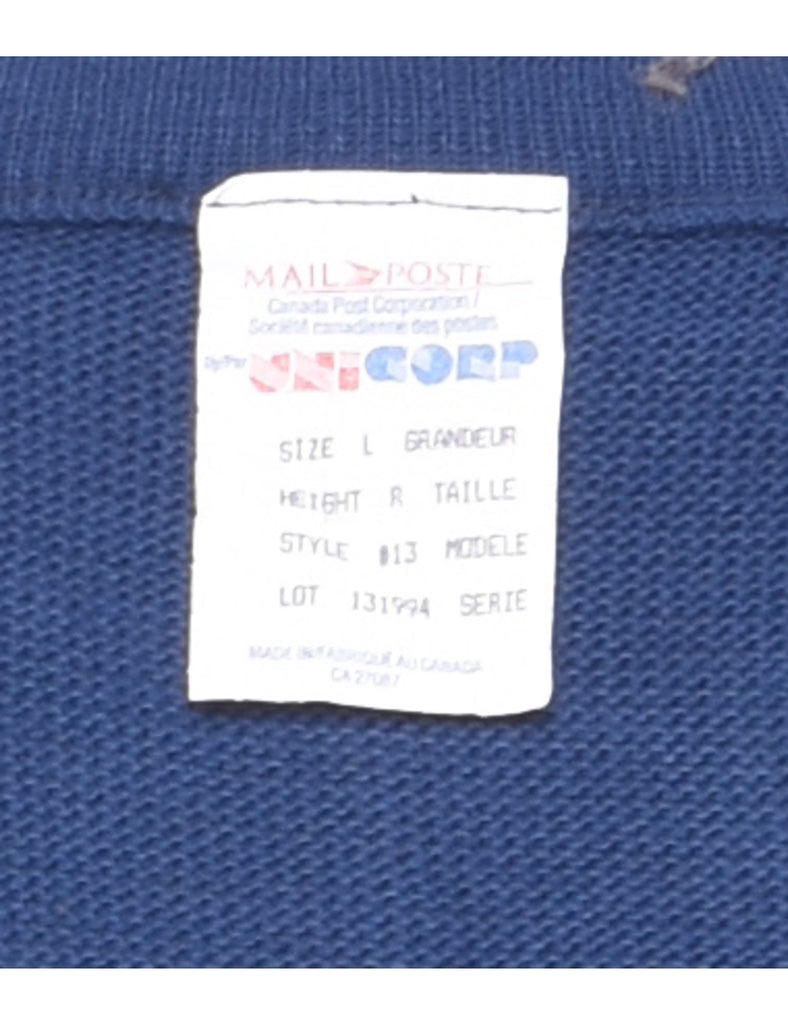 MAIL POSTE
Canada Post Corporation /
Société canadienne des postes
By/Par UNICORP
SIZE L GRANDEUR
HEIGHT R TAILLE
STYLE #13 MODELE
LOT 131994 SERIE
MADE IN/FABRIQUÉ AU CANADA
CA 27087